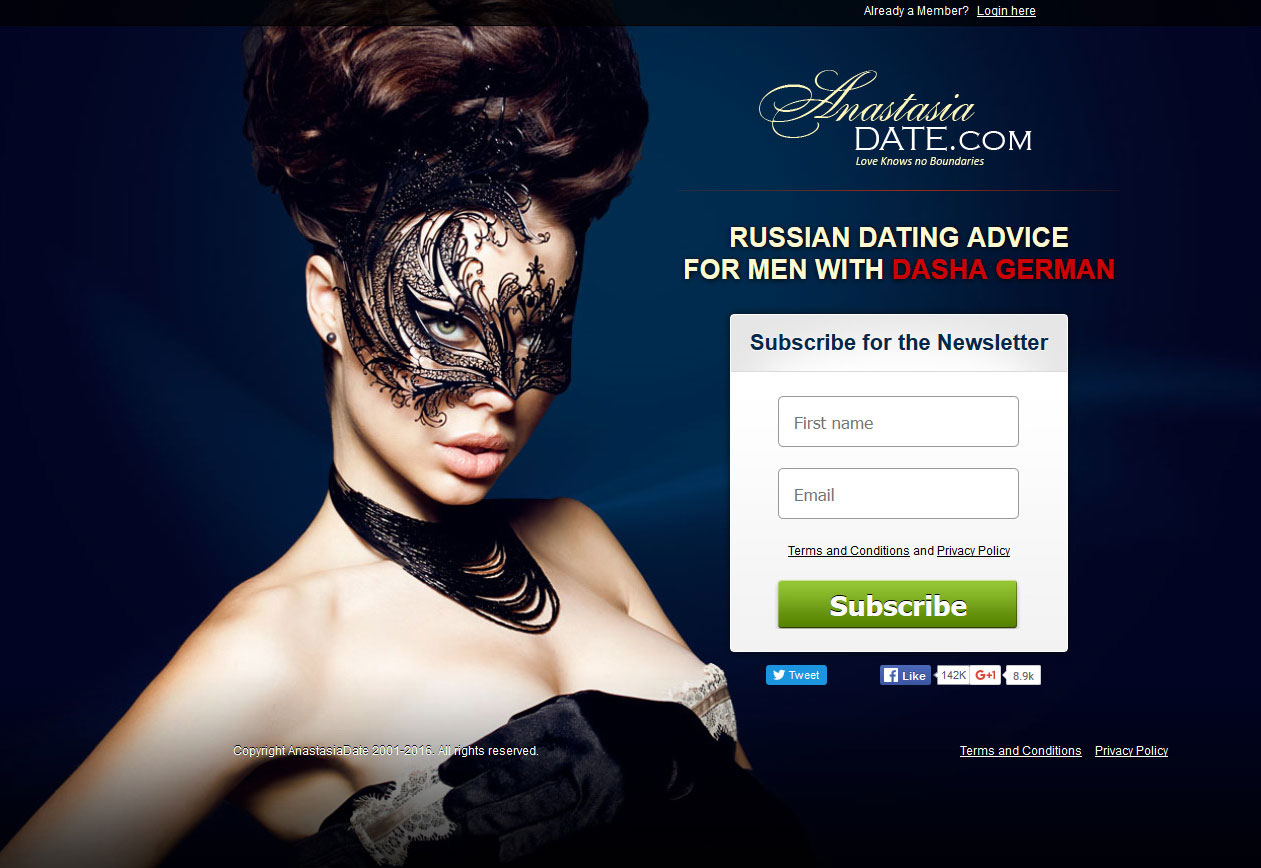 Already a Member? Login here
Anastasia
DATE.COM
Love Knows no Boundaries
RUSSIAN DATING ADVICE
FOR MEN WITH DASHA GERMAN
Subscribe for the Newsletter
First name
Email
Terms and Conditions and Privacy Policy
Subscribe
Tweet Like 142K G+1 8.9k
Copyright AnastasiaDate 2001-2016. All rights reserved. Terms and Conditions Privacy Policy